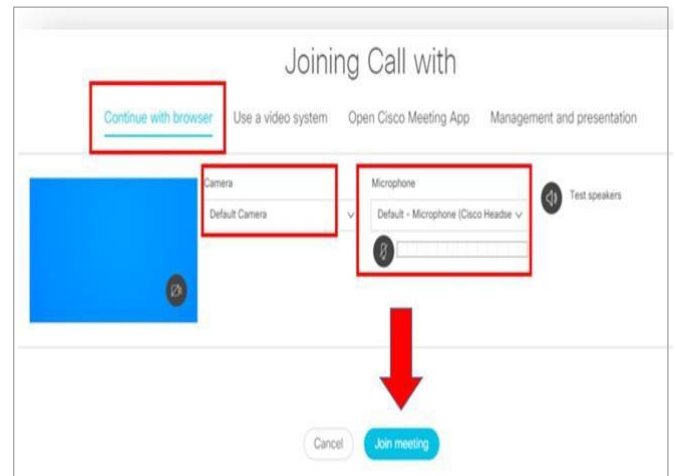 Joining Call with
Continue with browser Use a video system Open Cisco Meeting App Management and presentation
Camera Microphone
Default Camera Default - Microphone (Cisco Headse Test speakers
Cancel Join meeting